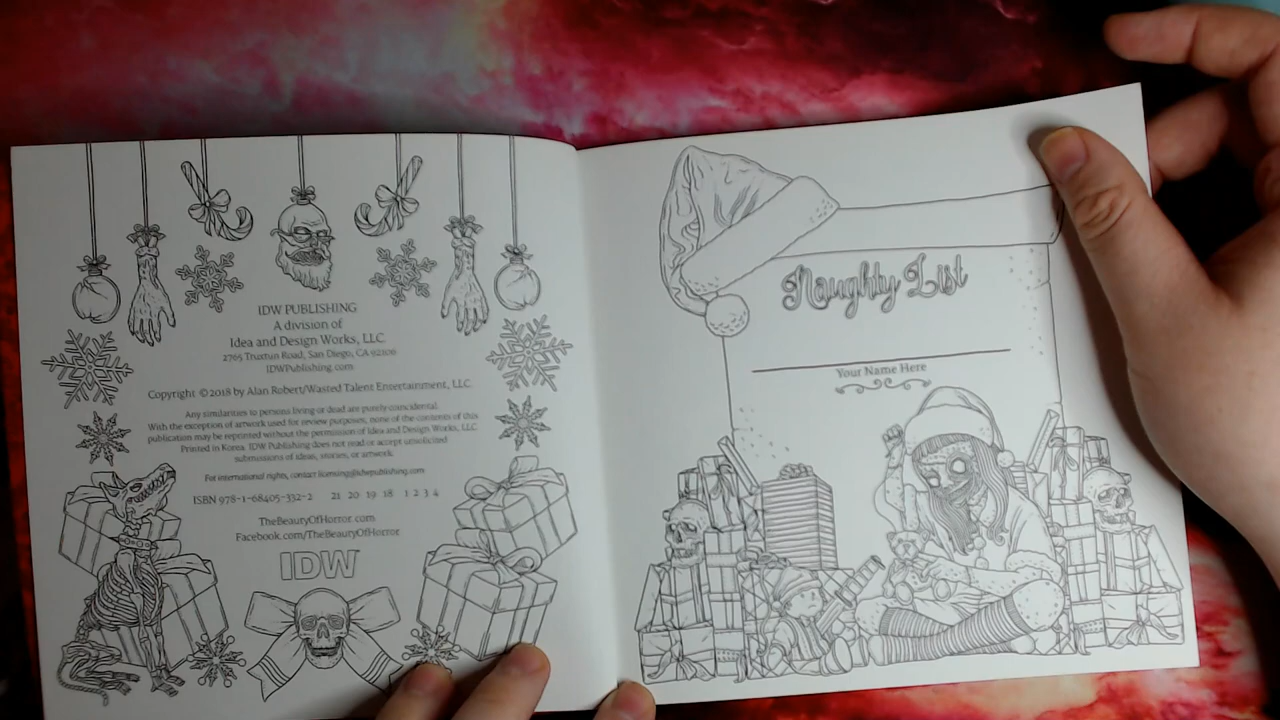 IDW PUBLISHING
A division of
Idea and Design Works, LLC.
2765 Truxtun Road, San Diego, CA 92106
IDWPublishing.com
Copyright ©2018 by Alan Robert/Wasted Talent Entertainment, LLC.
Any similarities to persons living or dead are purely coincidental.
With the exception of artwork used for review purposes, none of the contents of this
publication may be reprinted without the permission of Idea and Design Works, LLC.
Printed in Korea. IDW Publishing does not read or accept unsolicited
submissions of ideas, stories, or artwork.
For international rights, contact licensing@idwpublishing.com
ISBN 978-1-68405-332-2 21 20 19 18 1 2 3 4
TheBeautyOfHorror.com
Facebook.com/TheBeautyOfHorror
IDW
Naughty List
Your Name Here